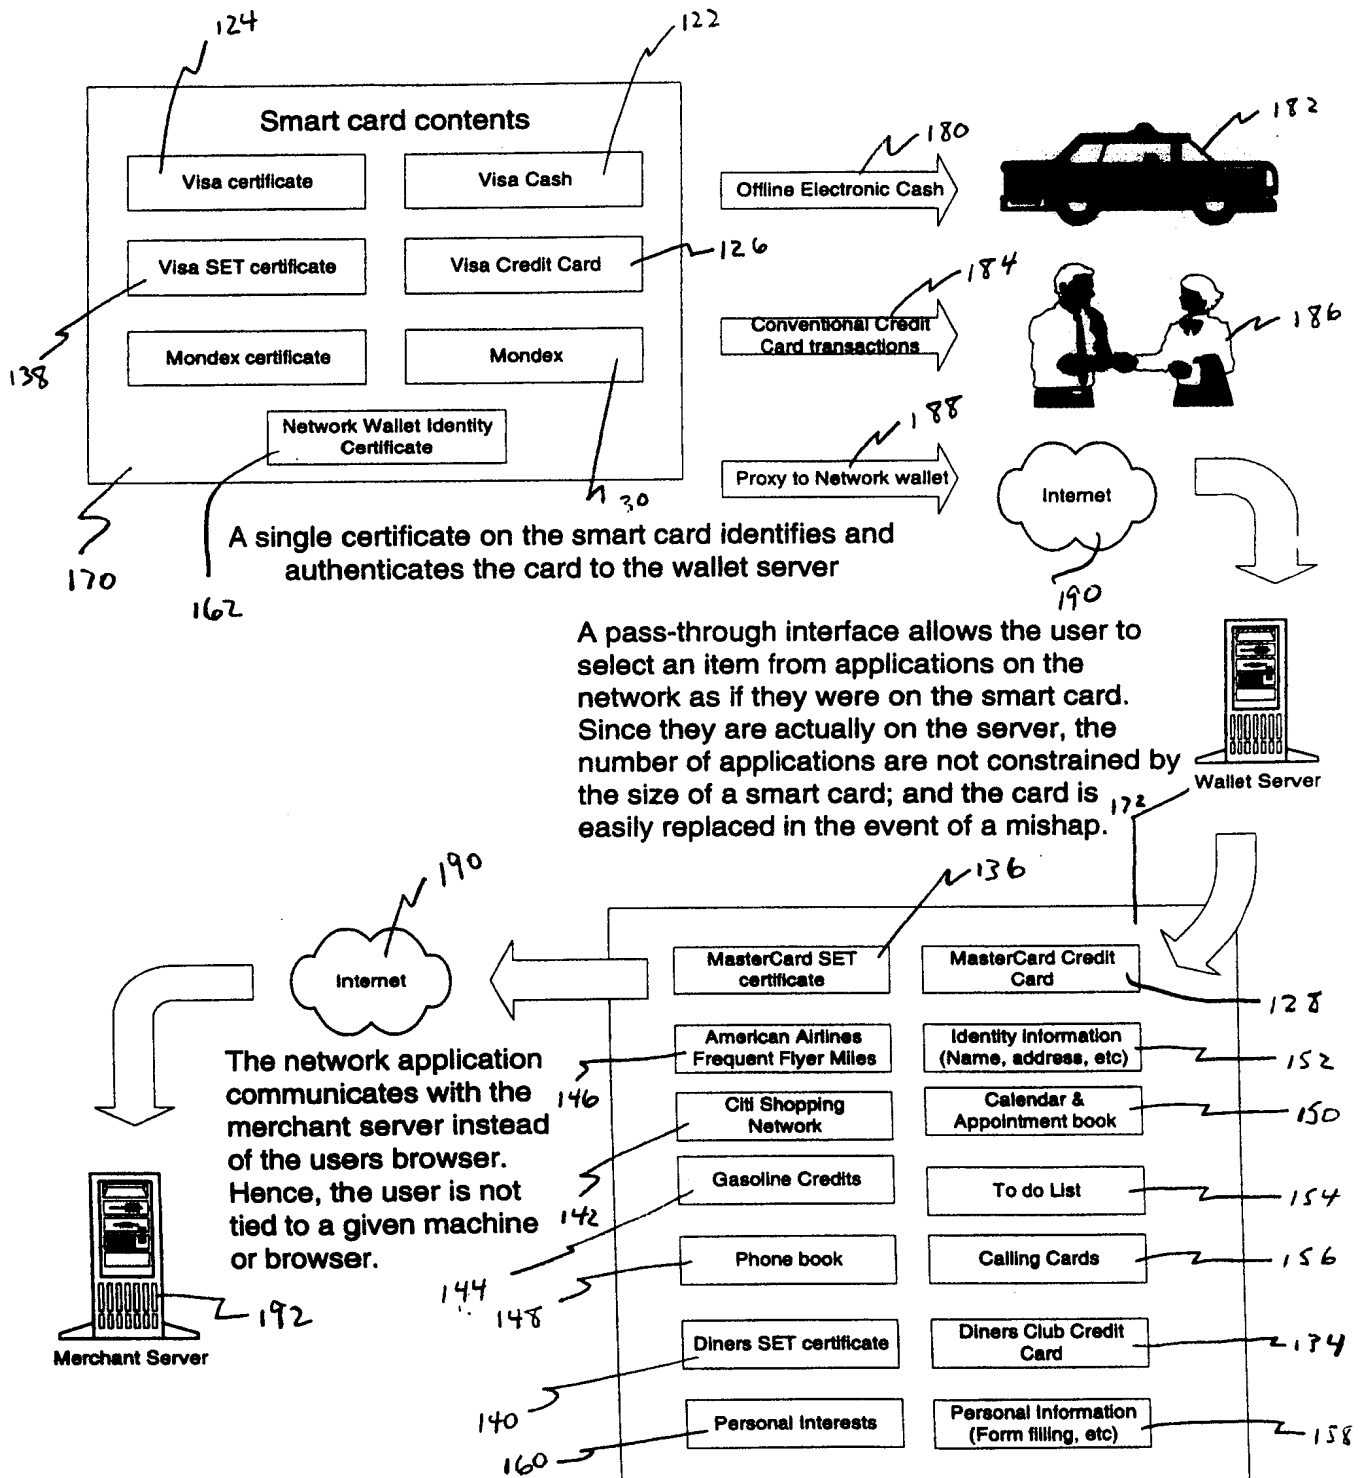 124
122
Smart card contents
Visa certificate
Visa Cash
Visa SET certificate
Visa Credit Card
126
Mondex certificate
Mondex
138
Network Wallet Identity
Certificate
30
170
162
180
182
Offline Electronic Cash
184
Conventional Credit
Card transactions
186
188
Proxy to Network wallet
Internet
190
A single certificate on the smart card identifies and
authenticates the card to the wallet server
A pass-through interface allows the user to
select an item from applications on the
network as if they were on the smart card.
Since they are actually on the server, the
number of applications are not constrained by
the size of a smart card; and the card is
easily replaced in the event of a mishap.
172
Wallet Server
190
136
Internet
MasterCard SET
certificate
MasterCard Credit
Card
128
American Airlines
Frequent Flyer Miles
Identity information
(Name, address, etc)
152
146
Citi Shopping
Network
Calendar &
Appointment book
150
142
Gasoline Credits
To do List
154
144
Phone book
Calling Cards
156
148
Diners SET certificate
Diners Club Credit
Card
134
140
Personal Interests
Personal Information
(Form filling, etc)
158
160
The network application
communicates with the
merchant server instead
of the users browser.
Hence, the user is not
tied to a given machine
or browser.
192
Merchant Server